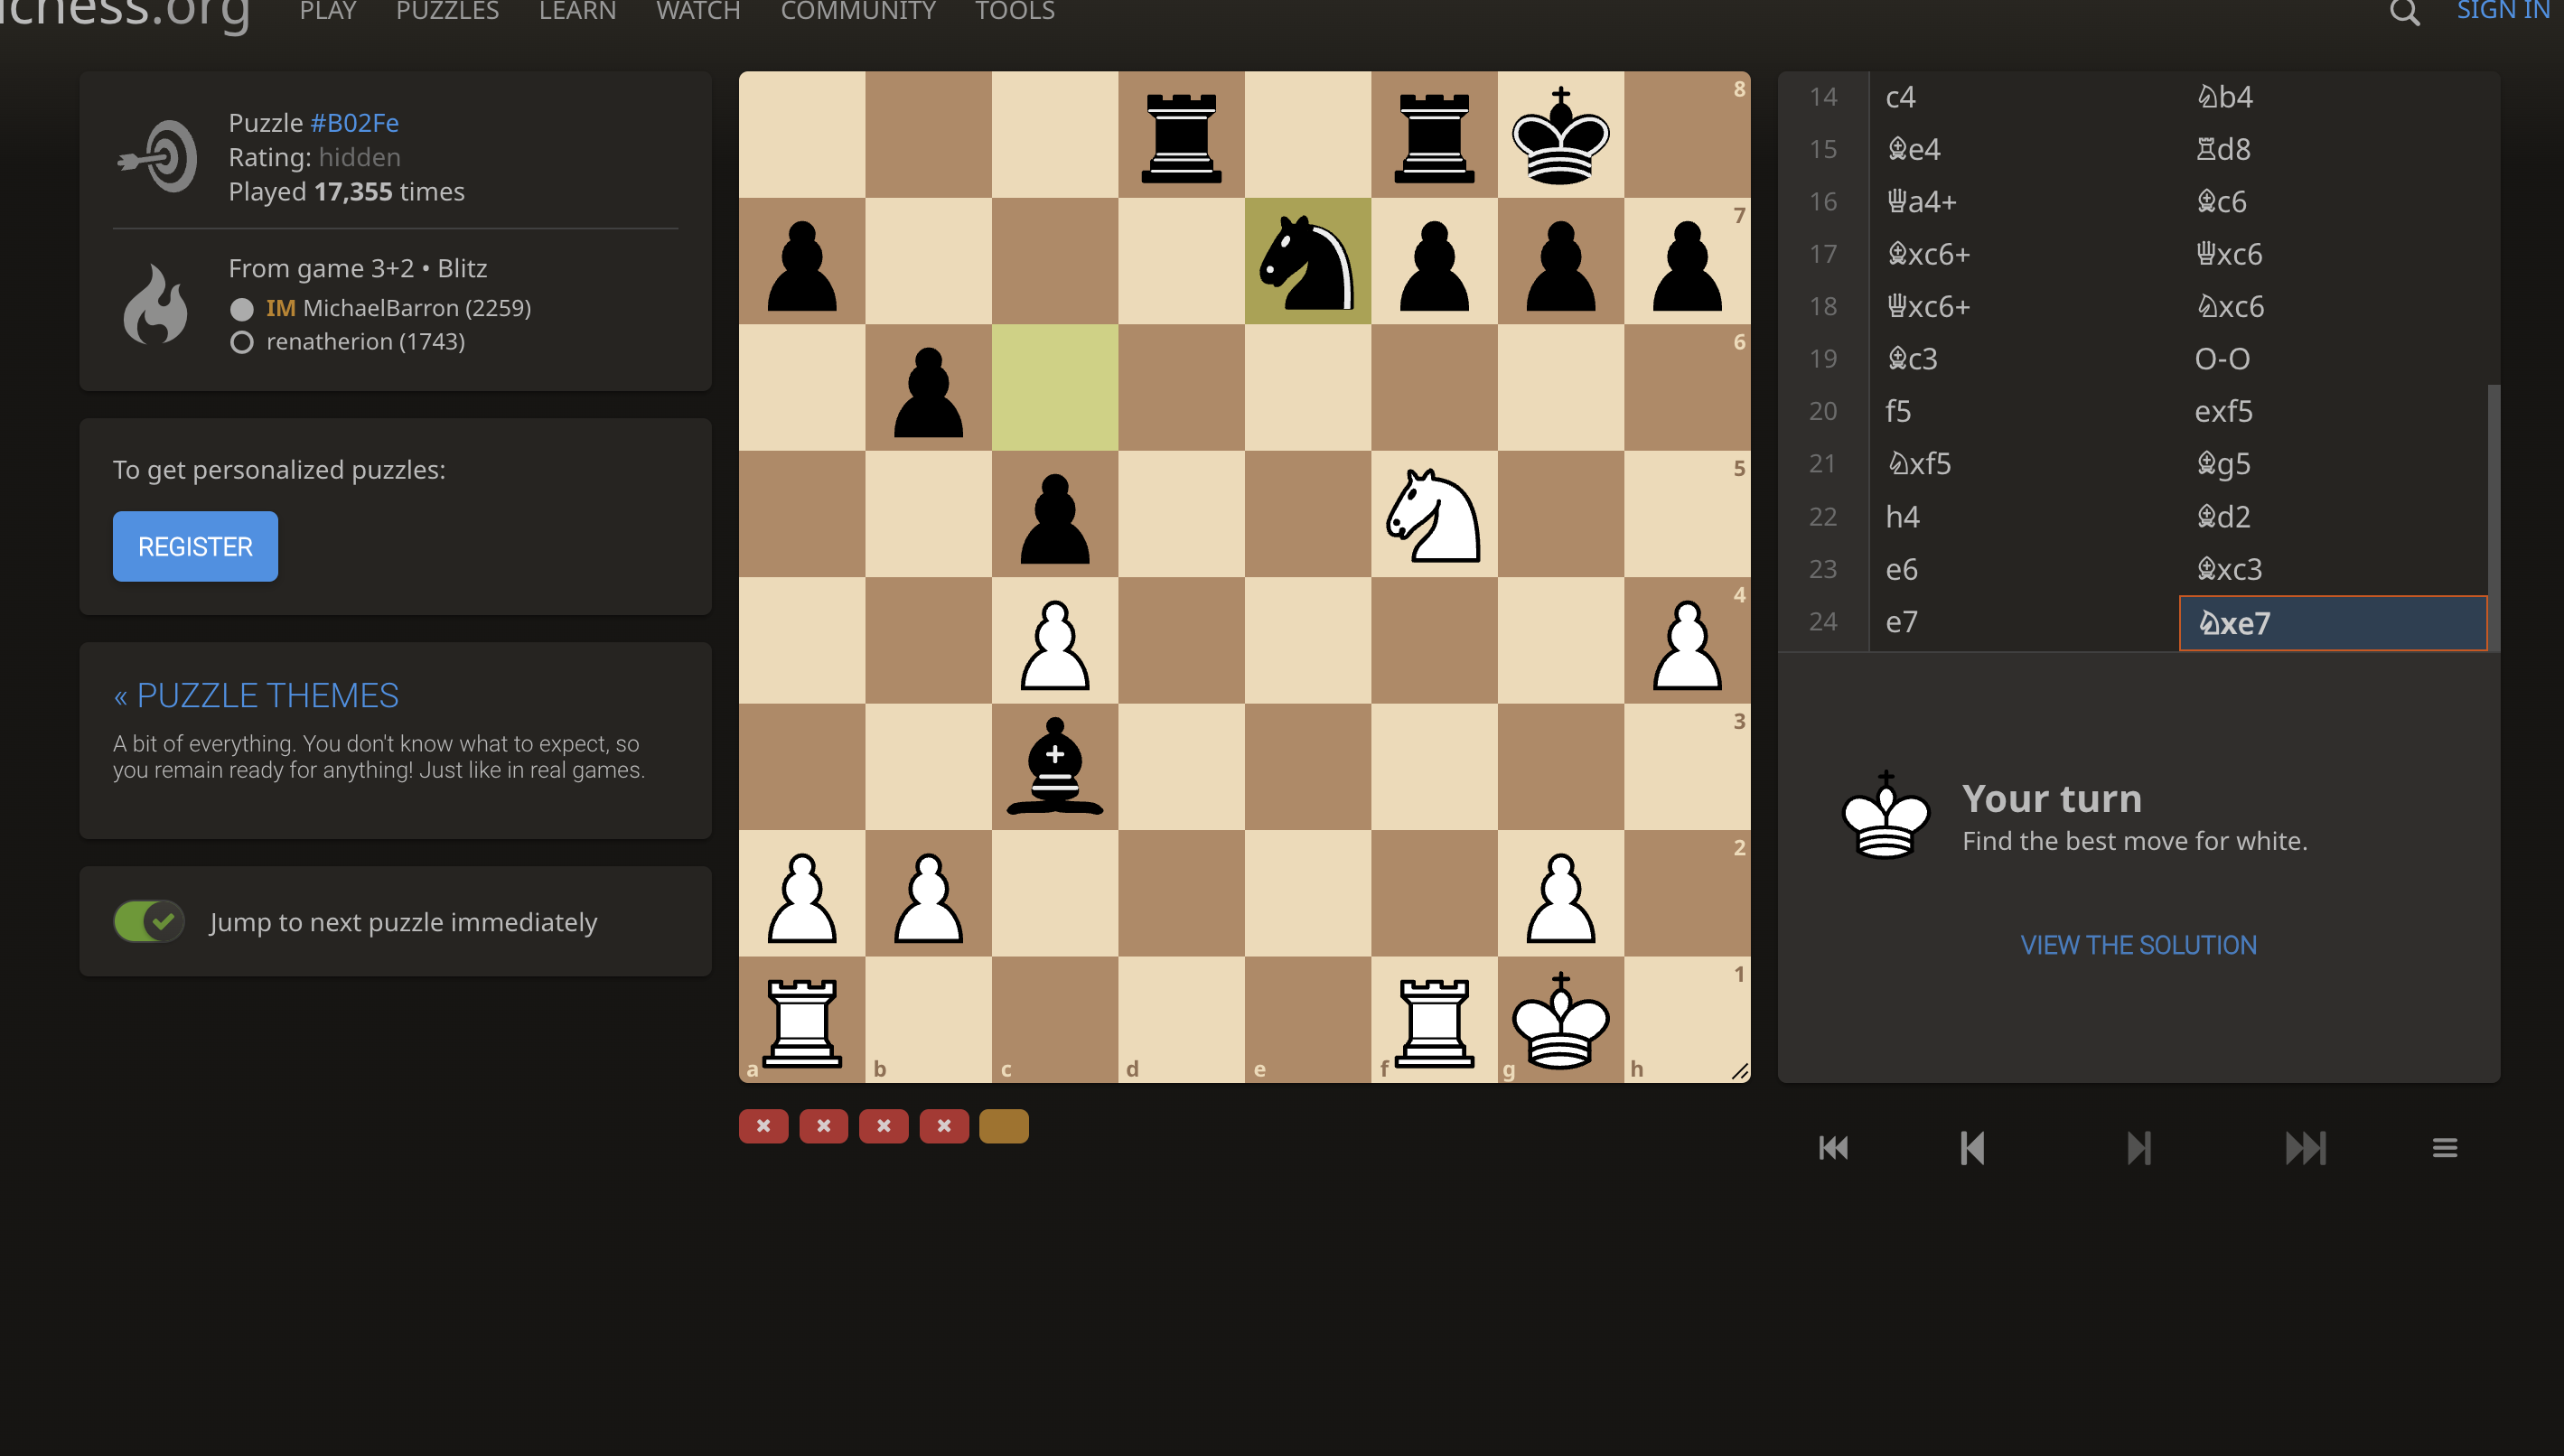 chess.org PLAY PUZZLES LEARN WATCH COMMUNITY TOOLS SIGN IN
Puzzle #B02Fe
Rating: hidden
Played 17,355 times
From game 3+2 • Blitz
IM MichaelBarron (2259)
renatherion (1743)
To get personalized puzzles:
REGISTER
« PUZZLE THEMES
A bit of everything. You don't know what to expect, so
you remain ready for anything! Just like in real games.
Jump to next puzzle immediately
8
7
6
5
4
3
2
1
a b c d e f g h
14 c4 ♘b4
15 ♗e4 ♖d8
16 ♕a4+ ♗c6
17 ♗xc6+ ♕xc6
18 ♕xc6+ ♘xc6
19 ♗c3 O-O
20 f5 exf5
21 ♘xf5 ♗g5
22 h4 ♗d2
23 e6 ♗xc3
24 e7 ♘xe7
Your turn
Find the best move for white.
VIEW THE SOLUTION